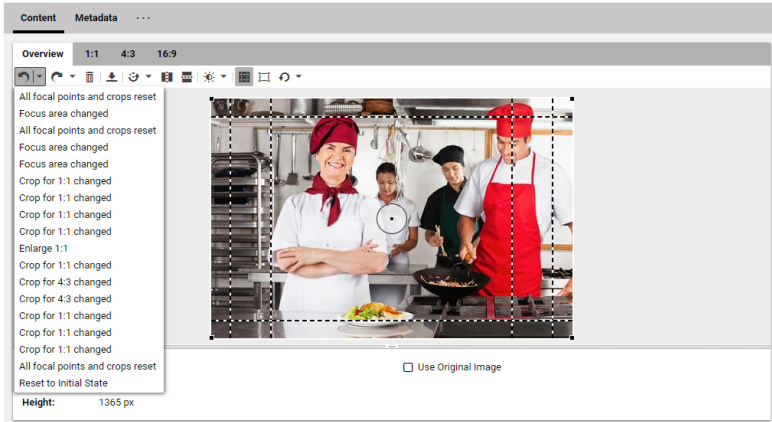 Content Metadata ...
Overview 1:1 4:3 16:9
All focal points and crops reset
Focus area changed
All focal points and crops reset
Focus area changed
Focus area changed
Crop for 1:1 changed
Crop for 1:1 changed
Crop for 1:1 changed
Crop for 1:1 changed
Enlarge 1:1
Crop for 1:1 changed
Crop for 4:3 changed
Crop for 4:3 changed
Crop for 1:1 changed
Crop for 1:1 changed
Crop for 1:1 changed
All focal points and crops reset
Reset to Initial State
Use Original Image
Height: 1365 px